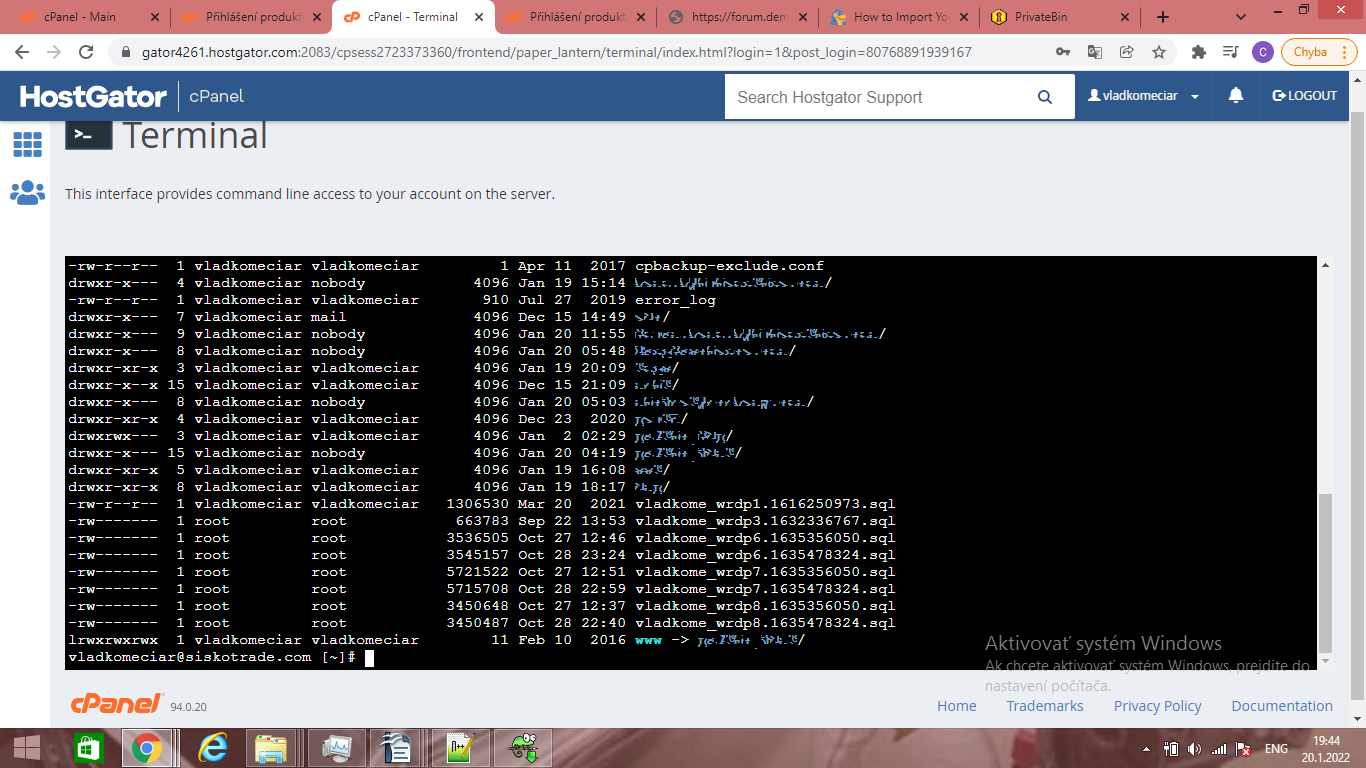 cPanel - Main
Přihlášení produkt
cPanel - Terminal
Přihlášení produkt
https://forum.dem
How to Import You
PrivateBin
gator4261.hostgator.com:2083/cpsess2723373360/frontend/paper_lantern/terminal/index.html?login=1&post_login=80768891939167
C
Chyba
HostGator cPanel
Search Hostgator Support
vladkomeciar
LOGOUT
>_ Terminal
This interface provides command line access to your account on the server.
-rw-r--r-- 1 vladkomeciar vladkomeciar 1 Apr 11 2017 cpbackup-exclude.conf
drwxr-x--- 4 vladkomeciar nobody 4096 Jan 19 15:14 /
-rw-r--r-- 1 vladkomeciar vladkomeciar 910 Jul 27 2019 error_log
drwxr-x--- 7 vladkomeciar mail 4096 Dec 15 14:49 /
drwxr-x--- 9 vladkomeciar nobody 4096 Jan 20 11:55 /
drwxr-x--- 8 vladkomeciar nobody 4096 Jan 20 05:48 /
drwxr-xr-x 3 vladkomeciar vladkomeciar 4096 Jan 19 20:09 /
drwxr-x--x 15 vladkomeciar vladkomeciar 4096 Dec 15 21:09 /
drwxr-x--- 8 vladkomeciar nobody 4096 Jan 20 05:03 /
drwxr-xr-x 4 vladkomeciar vladkomeciar 4096 Dec 23 2020 /
drwxrwx--- 3 vladkomeciar vladkomeciar 4096 Jan 2 02:29 /
drwxr-x--- 15 vladkomeciar nobody 4096 Jan 20 04:19 /
drwxr-xr-x 5 vladkomeciar vladkomeciar 4096 Jan 19 16:08 /
drwxr-xr-x 8 vladkomeciar vladkomeciar 4096 Jan 19 18:17 /
-rw-r--r-- 1 vladkomeciar vladkomeciar 1306530 Mar 20 2021 vladkome_wrdp1.1616250973.sql
-rw------- 1 root root 663783 Sep 22 13:53 vladkome_wrdp3.1632336767.sql
-rw------- 1 root root 3536505 Oct 27 12:46 vladkome_wrdp6.1635356050.sql
-rw------- 1 root root 3545157 Oct 28 23:24 vladkome_wrdp6.1635478324.sql
-rw------- 1 root root 5721522 Oct 27 12:51 vladkome_wrdp7.1635356050.sql
-rw------- 1 root root 5715708 Oct 28 22:59 vladkome_wrdp7.1635478324.sql
-rw------- 1 root root 3450648 Oct 27 12:37 vladkome_wrdp8.1635356050.sql
-rw------- 1 root root 3450487 Oct 28 22:40 vladkome_wrdp8.1635478324.sql
lrwxrwxrwx 1 vladkomeciar vladkomeciar 11 Feb 10 2016 www -> /
vladkomeciar@siskotrade.com [~]#
Aktivovať systém Windows
Ak chcete aktivovať systém Windows, prejdite do
nastavení počítača.
cPanel 94.0.20
Home Trademarks Privacy Policy Documentation
ENG
19:44
20.1.2022